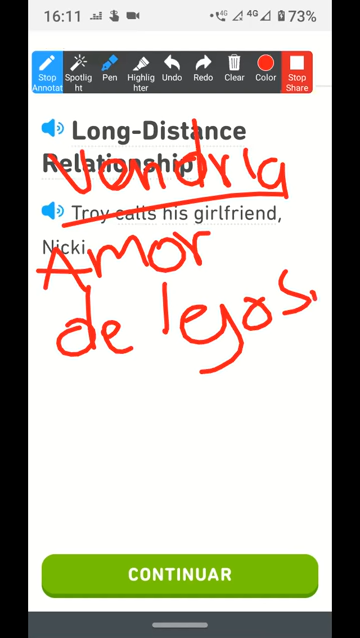 16:11 4G 4G 73%
Stop Annotat Spotlight Pen Highlighter Undo Redo Clear Color Stop Share
Long-Distance
Relationship
Vendria
Troy calls his girlfriend,
Nicki.
Amor
de lejos.
CONTINUAR